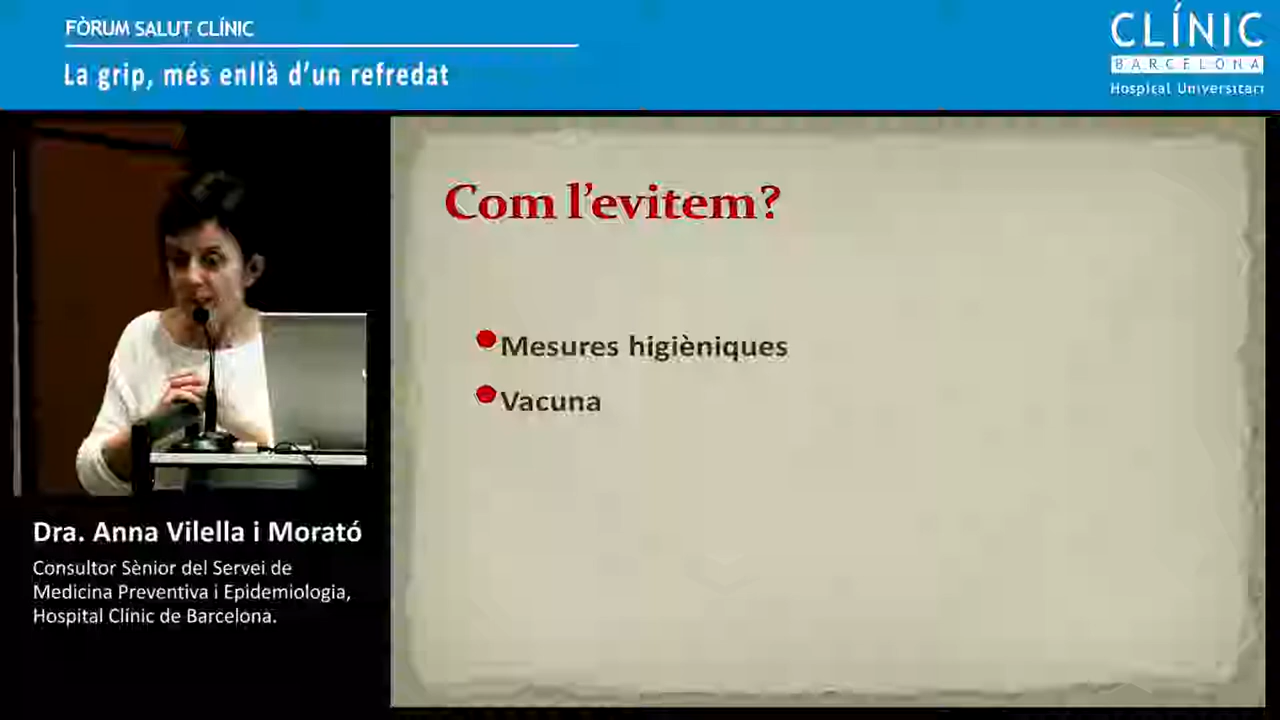 FÒRUM SALUT CLÍNIC
La grip, més enllà d'un refredat
CLÍNIC
BARCELONA
Hospital Universitari
Com l'evitem?
Mesures higièniques
Vacuna
Dra. Anna Vilella i Morató
Consultor Sènior del Servei de
Medicina Preventiva i Epidemiologia,
Hospital Clínic de Barcelona.